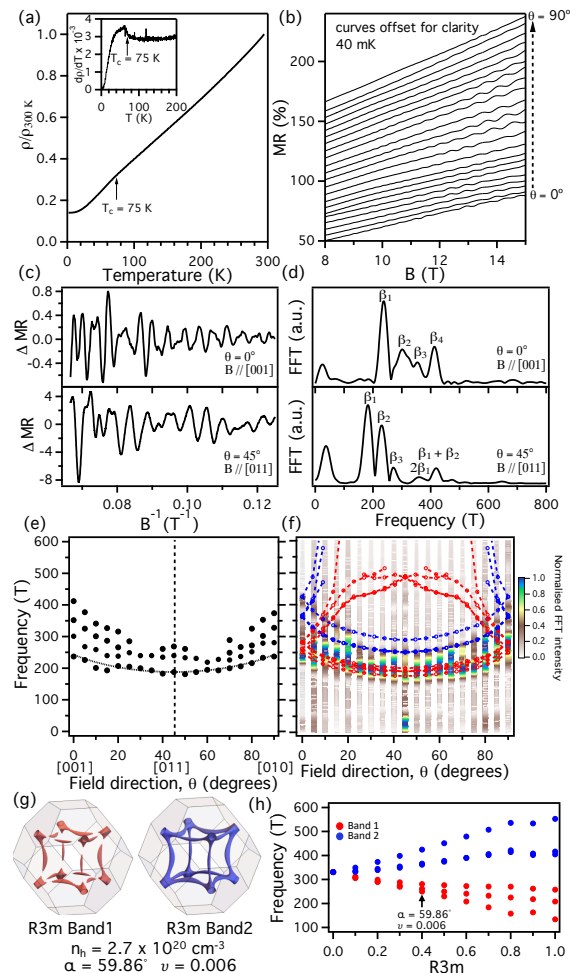 (a)
ρ/ρ300 K
1.0
0.8
0.6
0.4
0.2
0.0
0
100
200
300
Temperature (K)
Tc = 75 K
dρ/dT x 10-3
4
3
2
1
0
0
100
200
T (K)
Tc = 75 K
(b)
curves offset for clarity
40 mK
θ = 90°
θ = 0°
MR (%)
200
150
100
50
8
10
12
14
B (T)
(c)
Δ MR
0.8
0.4
0.0
-0.4
θ = 0°
B // [001]
Δ MR
4
0
-4
-8
θ = 45°
B // [011]
0.08
0.10
0.12
B-1(T-1)
(d)
FFT (a.u.)
β1
β2
β3
β4
θ = 0°
B // [001]
FFT (a.u.)
β1
β2
β3
β1 + β2
2β1
θ = 45°
B // [011]
0
200
400
600
800
Frequency (T)
(e)
Frequency (T)
600
500
400
300
200
100
0
0
20
40
60
80
[001]
[011]
[010]
Field direction, θ (degrees)
(f)
0
20
40
60
80
Field direction, θ (degrees)
1.0
0.8
0.6
0.4
0.2
0.0
Normalised FFT intensity
(g)
R3m Band1
R3m Band2
nh = 2.7 x 1020 cm-3
α = 59.86° υ = 0.006
(h)
Frequency (T)
600
500
400
300
200
100
Band 1
Band 2
α = 59.86°
υ = 0.006
0.0
0.2
0.4
0.6
0.8
1.0
R3m